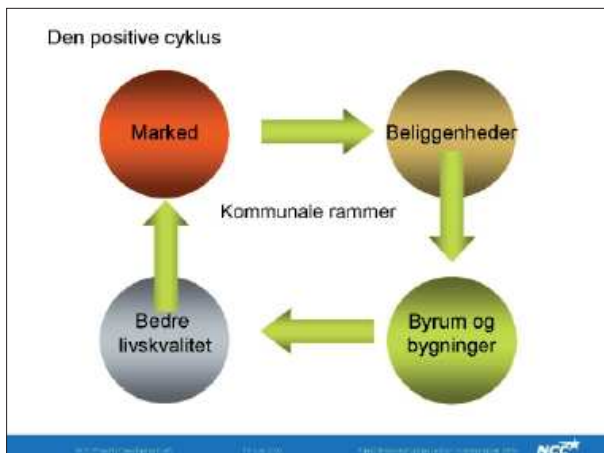 Den positive cyklus
Marked
Beliggenheder
Kommunale rammer
Bedre
livskvalitet
Byrum og
bygninger
NCC